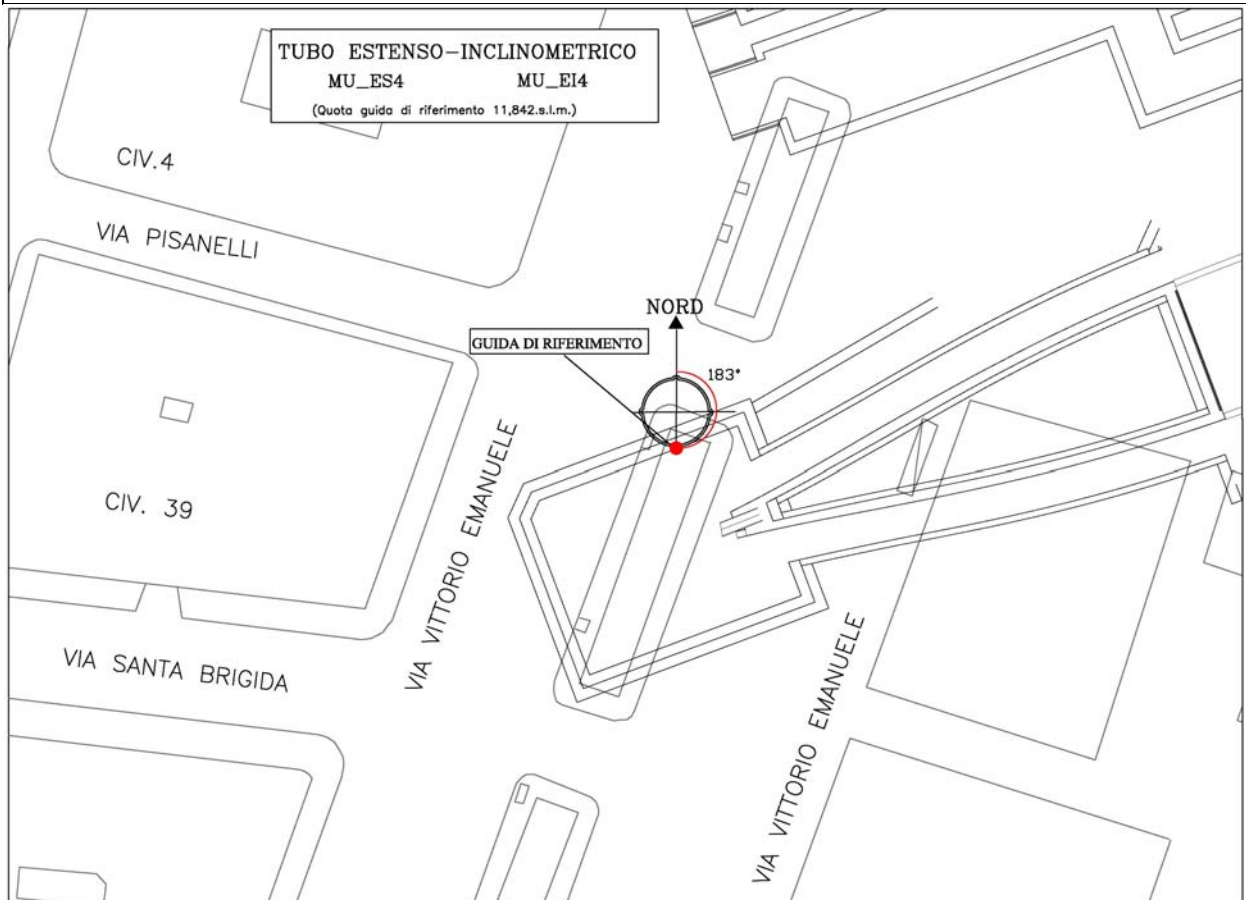 TUBO ESTENSO-INCLINOMETRICO
MU_ES4 MU_EI4
(Quota guida di riferimento 11,842.s.l.m.)
CIV.4
VIA PISANELLI
NORD
GUIDA DI RIFERIMENTO
183°
CIV. 39
VIA VITTORIO EMANUELE
VIA SANTA BRIGIDA
VIA VITTORIO EMANUELE